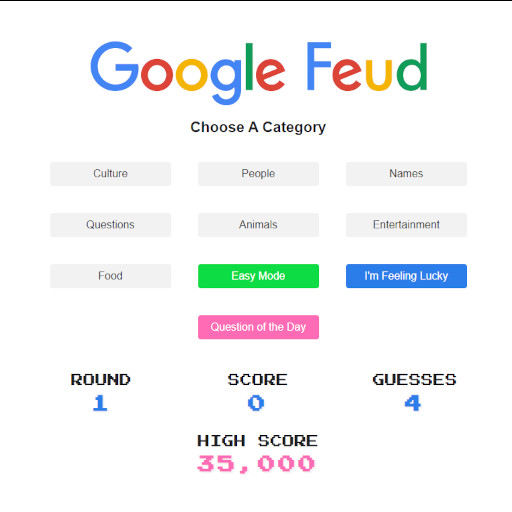 Google Feud
Choose A Category
Culture People Names
Questions Animals Entertainment
Food Easy Mode I'm Feeling Lucky
Question of the Day
ROUND SCORE GUESSES
1 0 4
HIGH SCORE
35,000